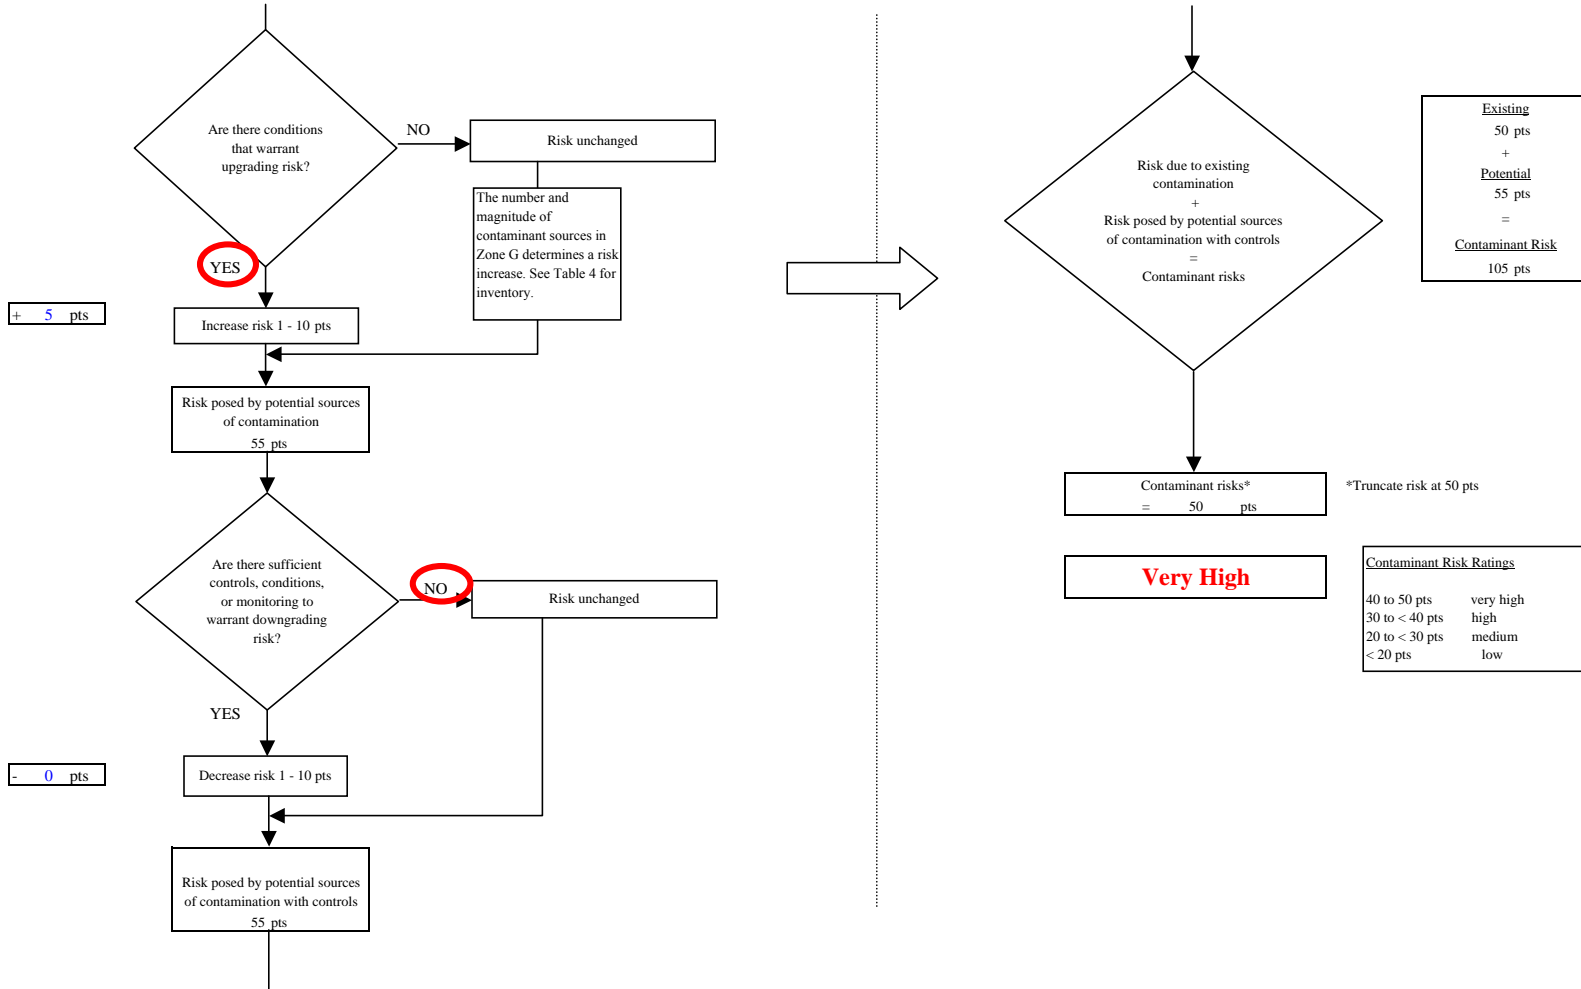 Are there conditions
that warrant
upgrading risk?
NO
Risk unchanged
The number and
magnitude of
contaminant sources in
Zone G determines a risk
increase. See Table 4 for
inventory.
YES
+ 5 pts
Increase risk 1 - 10 pts
Risk posed by potential sources
of contamination
55 pts
Are there sufficient
controls, conditions,
or monitoring to
warrant downgrading
risk?
NO
Risk unchanged
YES
- 0 pts
Decrease risk 1 - 10 pts
Risk posed by potential sources
of contamination with controls
55 pts
Risk due to existing
contamination
+
Risk posed by potential sources
of contamination with controls
=
Contaminant risks
Existing
50 pts
+
Potential
55 pts
=
Contaminant Risk
105 pts
Contaminant risks*
= 50 pts
*Truncate risk at 50 pts
Very High
Contaminant Risk Ratings
40 to 50 pts very high
30 to < 40 pts high
20 to < 30 pts medium
< 20 pts low